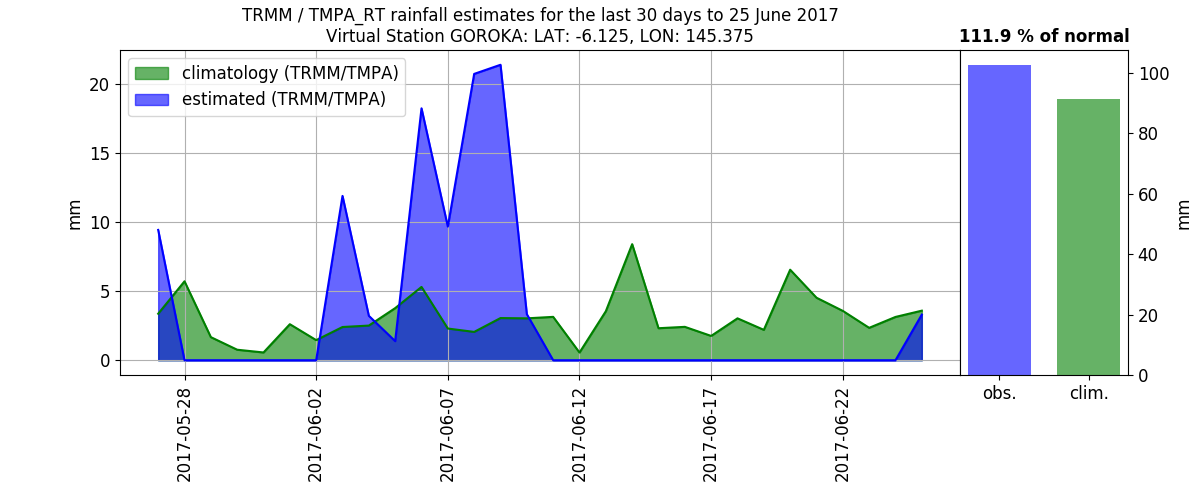 TRMM / TMPA_RT rainfall estimates for the last 30 days to 25 June 2017
Virtual Station GOROKA: LAT: -6.125, LON: 145.375
111.9 % of normal
climatology (TRMM/TMPA)
estimated (TRMM/TMPA)
mm
20
15
10
5
0
2017-05-28
2017-06-02
2017-06-07
2017-06-12
2017-06-17
2017-06-22
100
80
60
40
20
0
mm
obs.
clim.